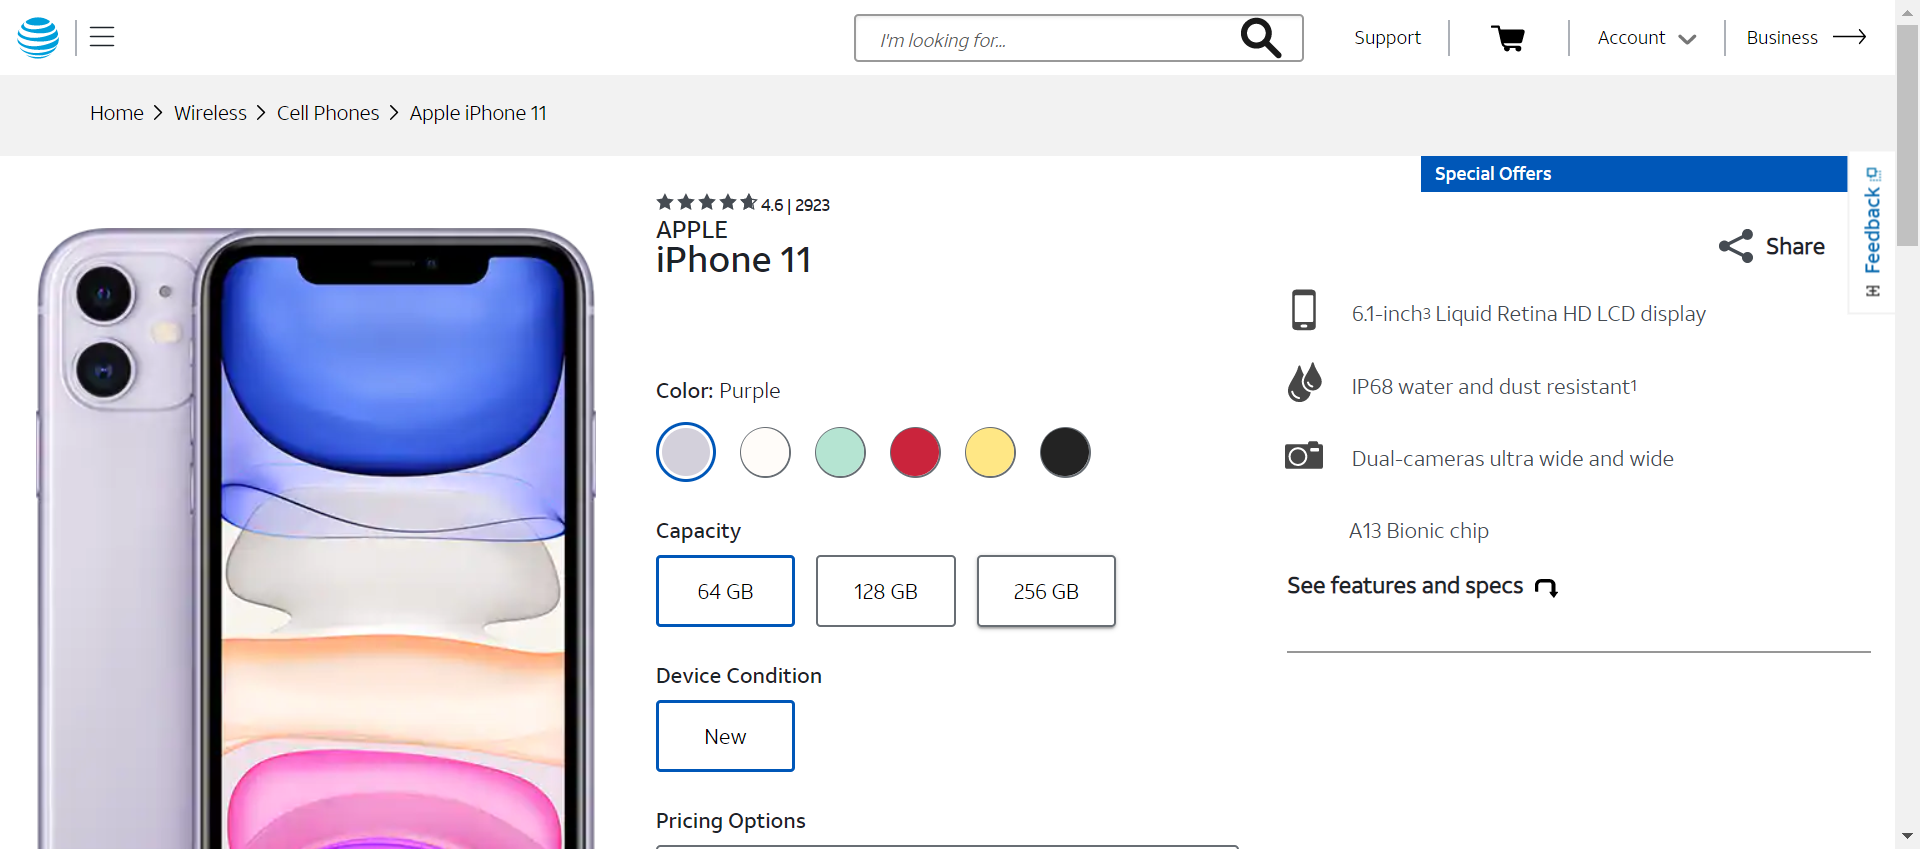 I'm looking for...
Support
Account
Business
Home
Wireless
Cell Phones
Apple iPhone 11
Special Offers
Feedback
4.6 | 2923
APPLE
iPhone 11
Share
6.1-inch3 Liquid Retina HD LCD display
IP68 water and dust resistant1
Color: Purple
Dual-cameras ultra wide and wide
Capacity
A13 Bionic chip
64 GB
128 GB
256 GB
See features and specs
Device Condition
New
Pricing Options